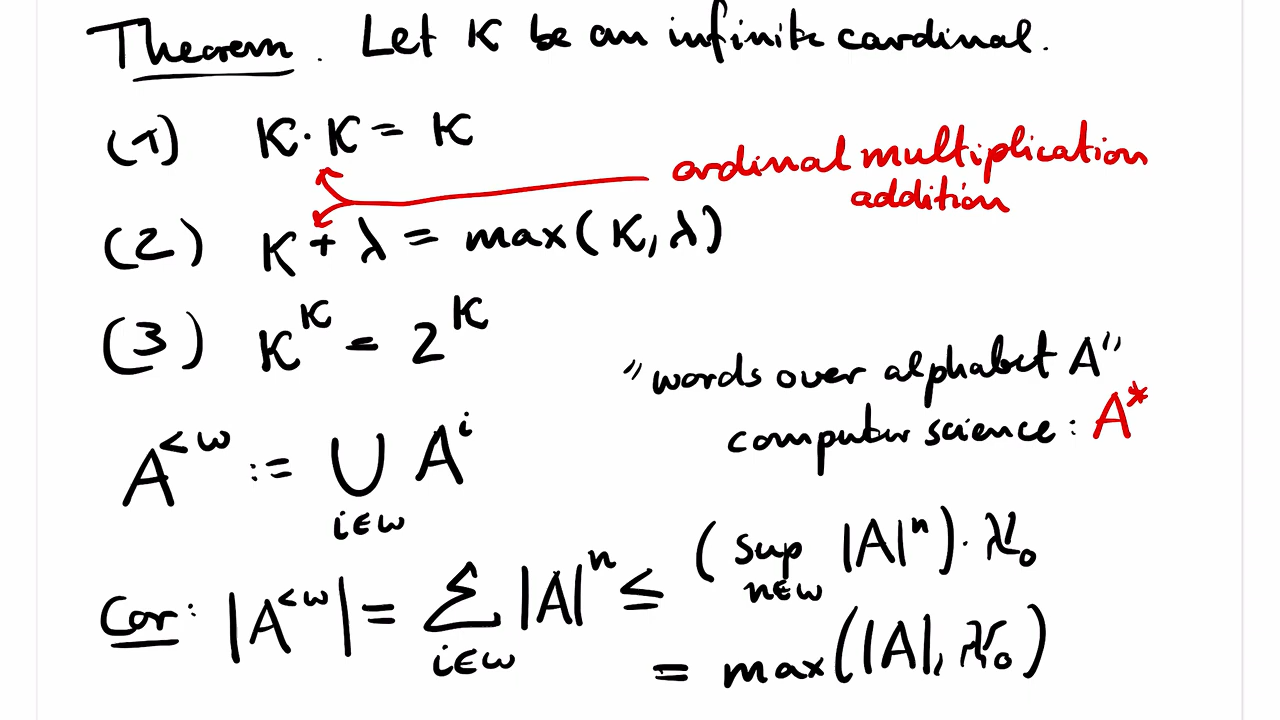 Theorem. Let κ be an infinite cardinal.
(1) κ · κ = κ
ordinal multiplication
addition
(2) κ + λ = max(κ, λ)
(3) κ^κ = 2^κ
"words over alphabet A"
computer science: A*
A^{<ω} := ⋃_{i∈ω} A^i
Cor: |A^{<ω}| = ∑_{i∈ω} |A|^n ≤ (sup_{n∈ω} |A|^n) · ℵ₀
= max(|A|, ℵ₀)